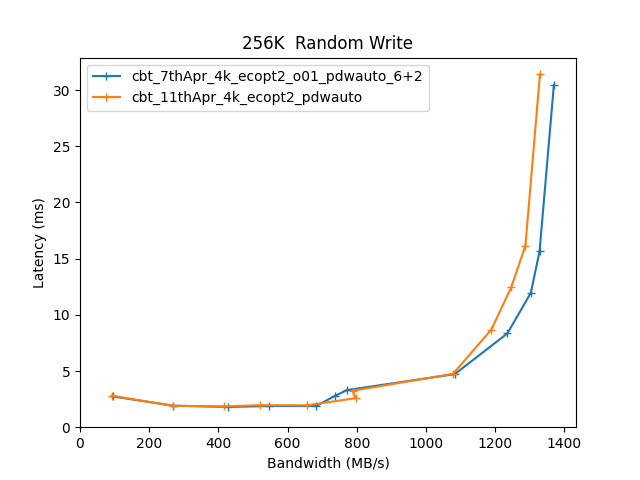 256K  Random Write
cbt_7thApr_4k_ecopt2_o01_pdwauto_6+2
cbt_11thApr_4k_ecopt2_pdwauto
Latency (ms)
30
25
20
15
10
5
0
0 200 400 600 800 1000 1200 1400
Bandwidth (MB/s)